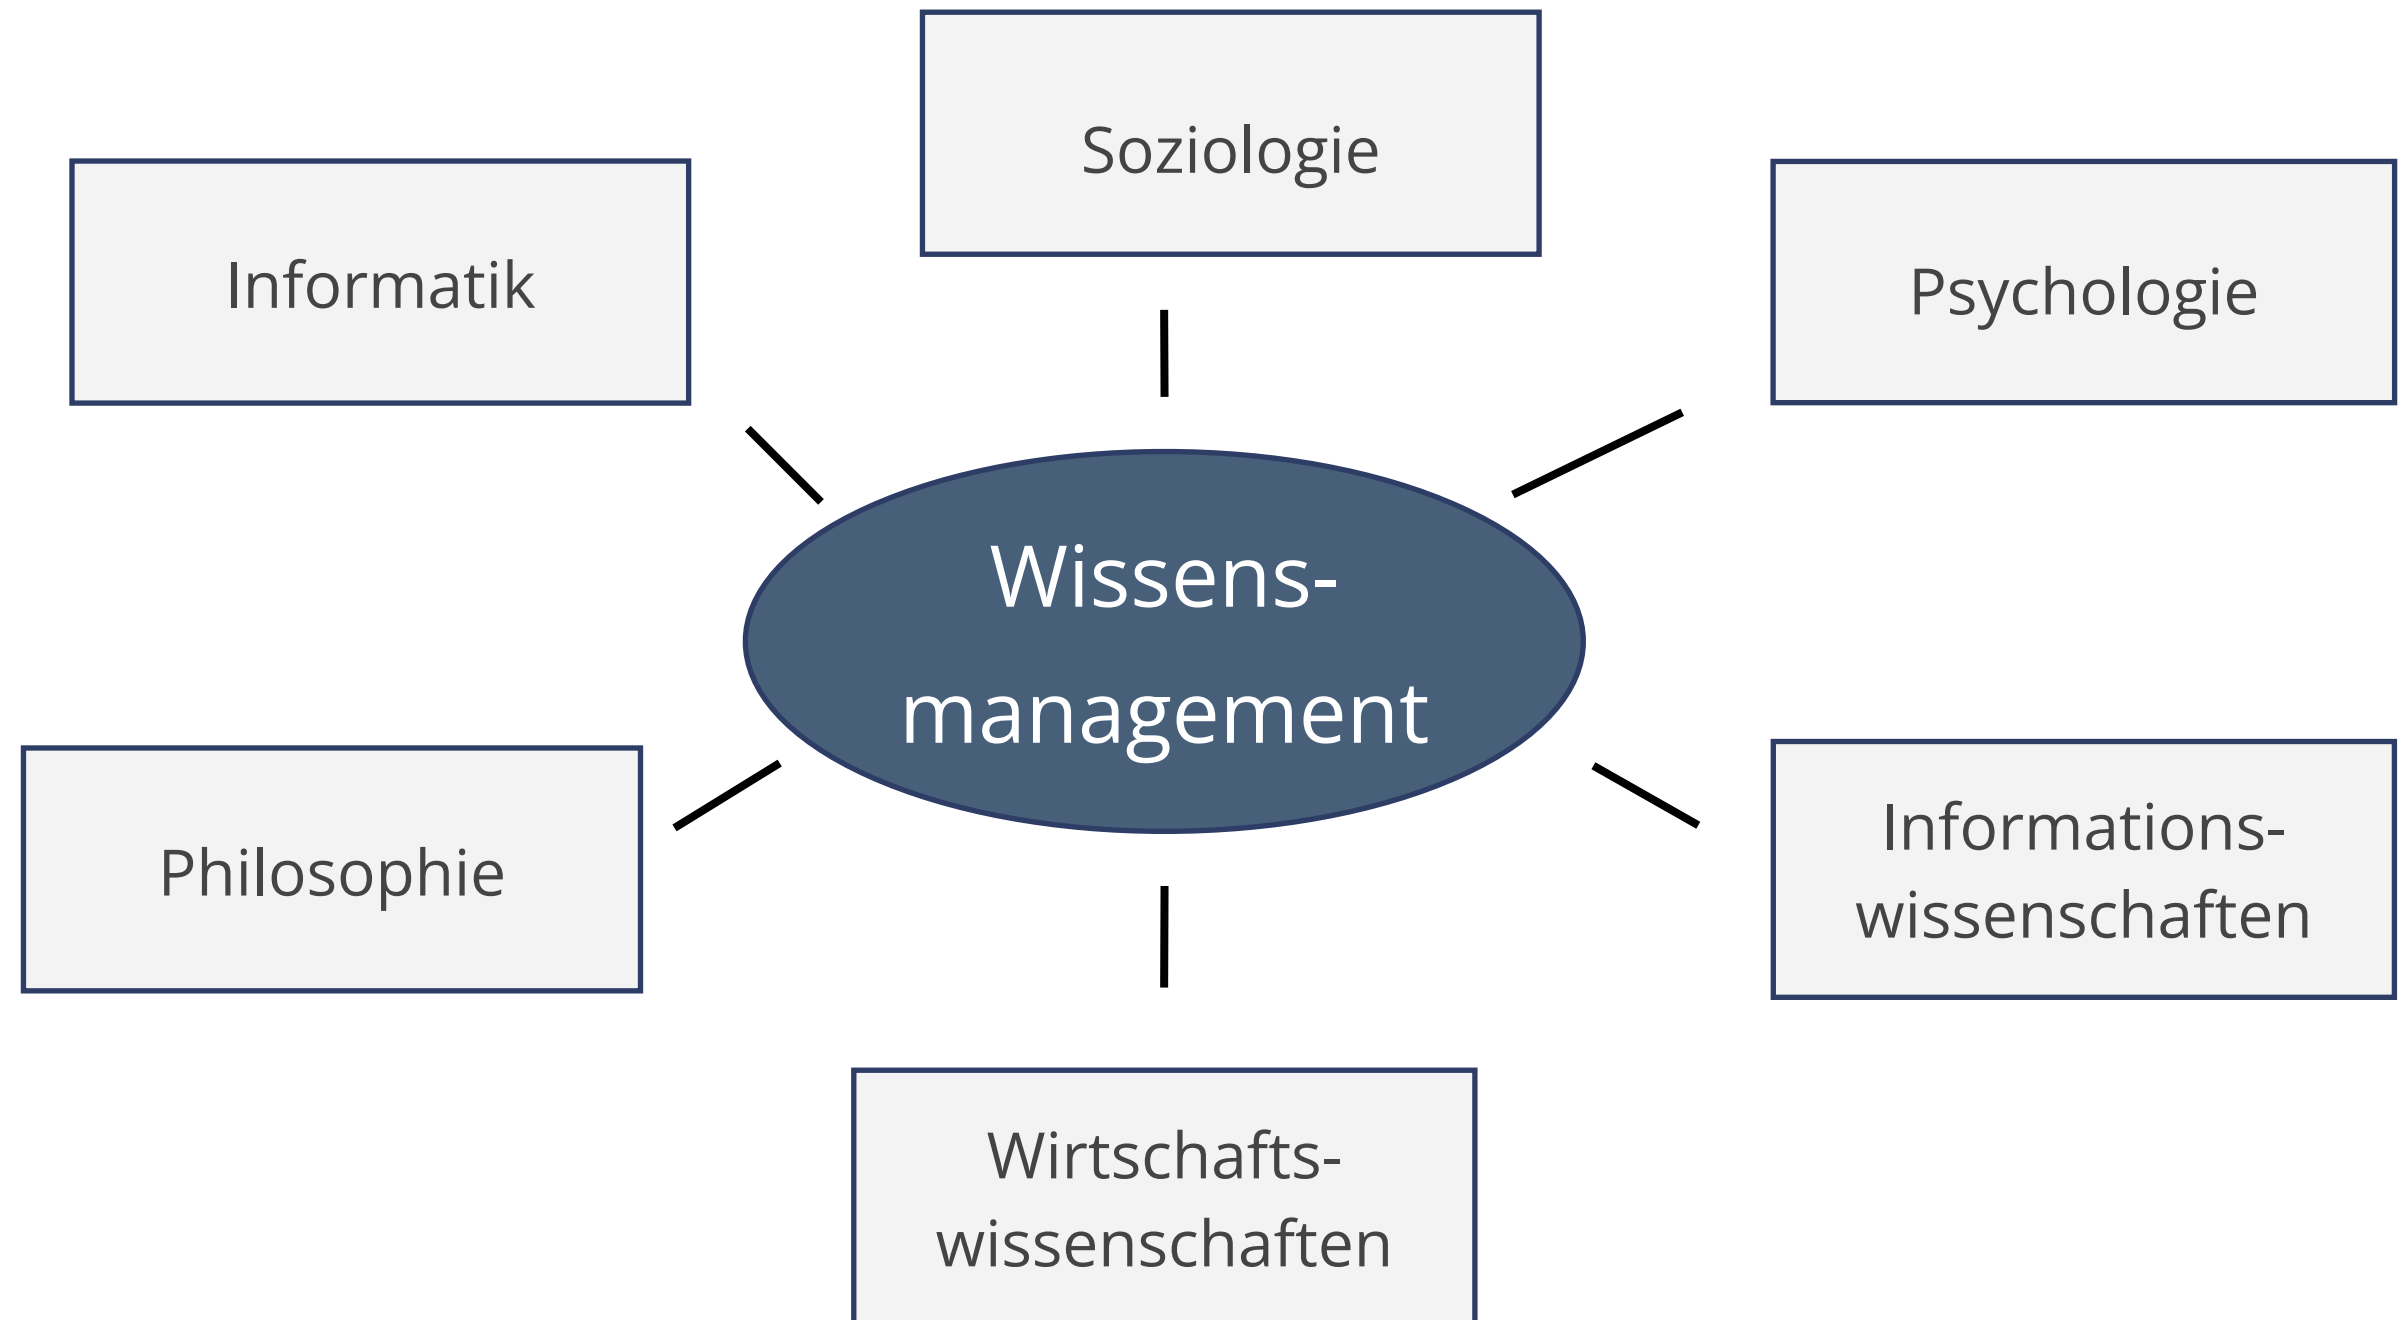 Soziologie
Informatik
Psychologie
Wissens-
management
Philosophie
Informations-
wissenschaften
Wirtschafts-
wissenschaften